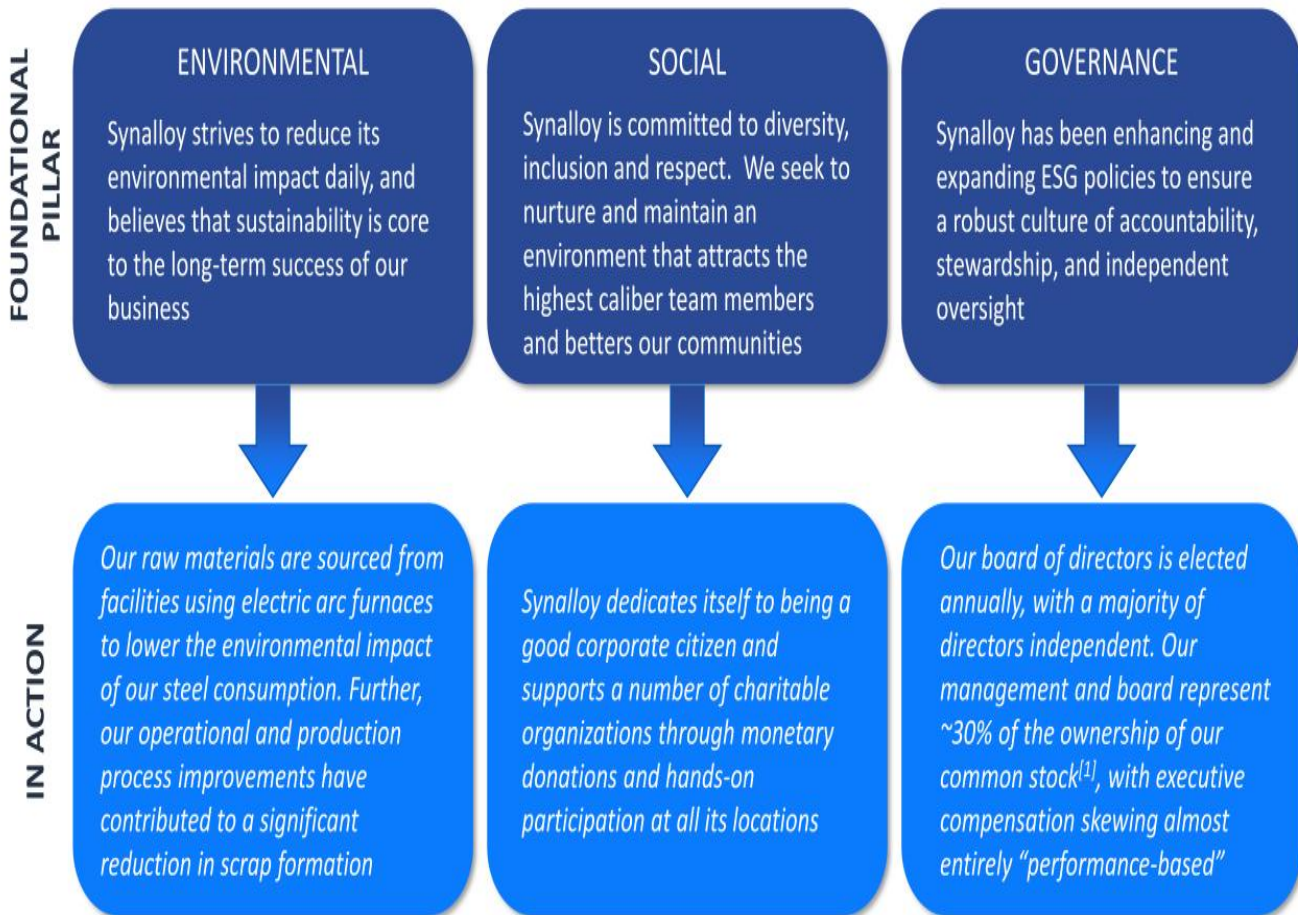 FOUNDATIONAL
PILLAR
ENVIRONMENTAL
Synalloy strives to reduce its
environmental impact daily, and
believes that sustainability is core
to the long-term success of our
business
SOCIAL
Synalloy is committed to diversity,
inclusion and respect.  We seek to
nurture and maintain an
environment that attracts the
highest caliber team members
and betters our communities
GOVERNANCE
Synalloy has been enhancing and
expanding ESG policies to ensure
a robust culture of accountability,
stewardship, and independent
oversight
IN ACTION
Our raw materials are sourced from
facilities using electric arc furnaces
to lower the environmental impact
of our steel consumption. Further,
our operational and production
process improvements have
contributed to a significant
reduction in scrap formation
Synalloy dedicates itself to being a
good corporate citizen and
supports a number of charitable
organizations through monetary
donations and hands-on
participation at all its locations
Our board of directors is elected
annually, with a majority of
directors independent. Our
management and board represent
~30% of the ownership of our
common stock[1], with executive
compensation skewing almost
entirely “performance-based”